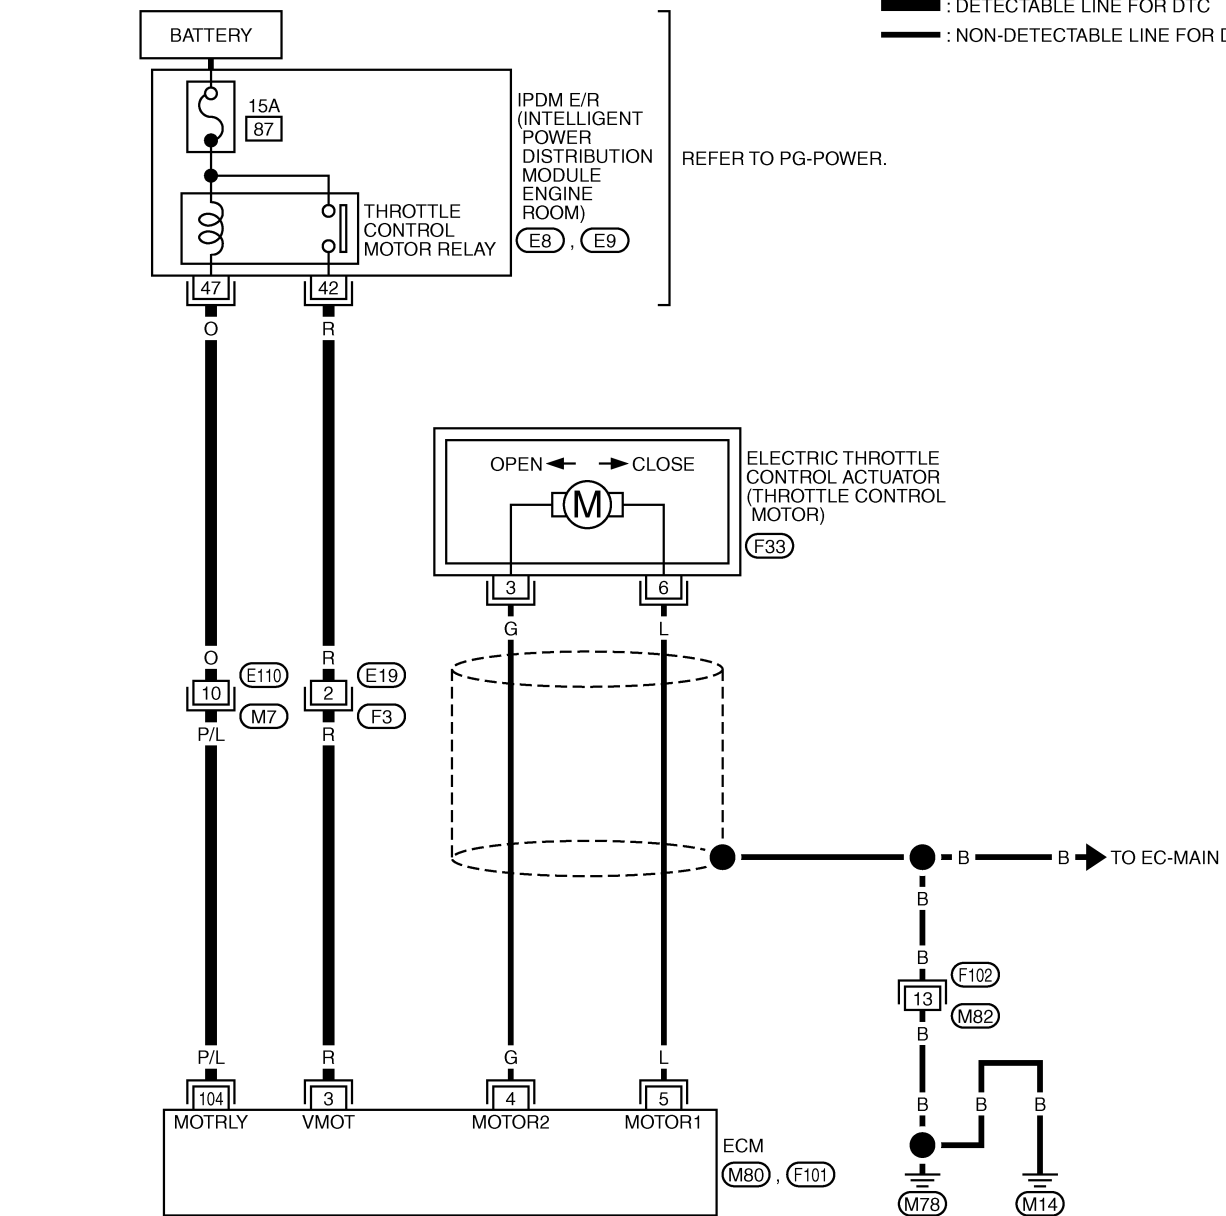 : DETECTABLE LINE FOR DTC
: NON-DETECTABLE LINE FOR D
BATTERY
15A
87
IPDM E/R
(INTELLIGENT
POWER
DISTRIBUTION
MODULE
ENGINE
ROOM)
E8 , E9
REFER TO PG-POWER.
THROTTLE
CONTROL
MOTOR RELAY
47
42
O
R
OPEN
CLOSE
M
ELECTRIC THROTTLE
CONTROL ACTUATOR
(THROTTLE CONTROL
MOTOR)
F33
3
6
G
L
O
R
10
E110
M7
2
E19
F3
P/L
R
B
B
TO EC-MAIN
B
B
13
F102
M82
B
P/L
R
G
L
B
B
B
104
3
4
5
MOTRLY
VMOT
MOTOR2
MOTOR1
ECM
M80 , F101
M78
M14